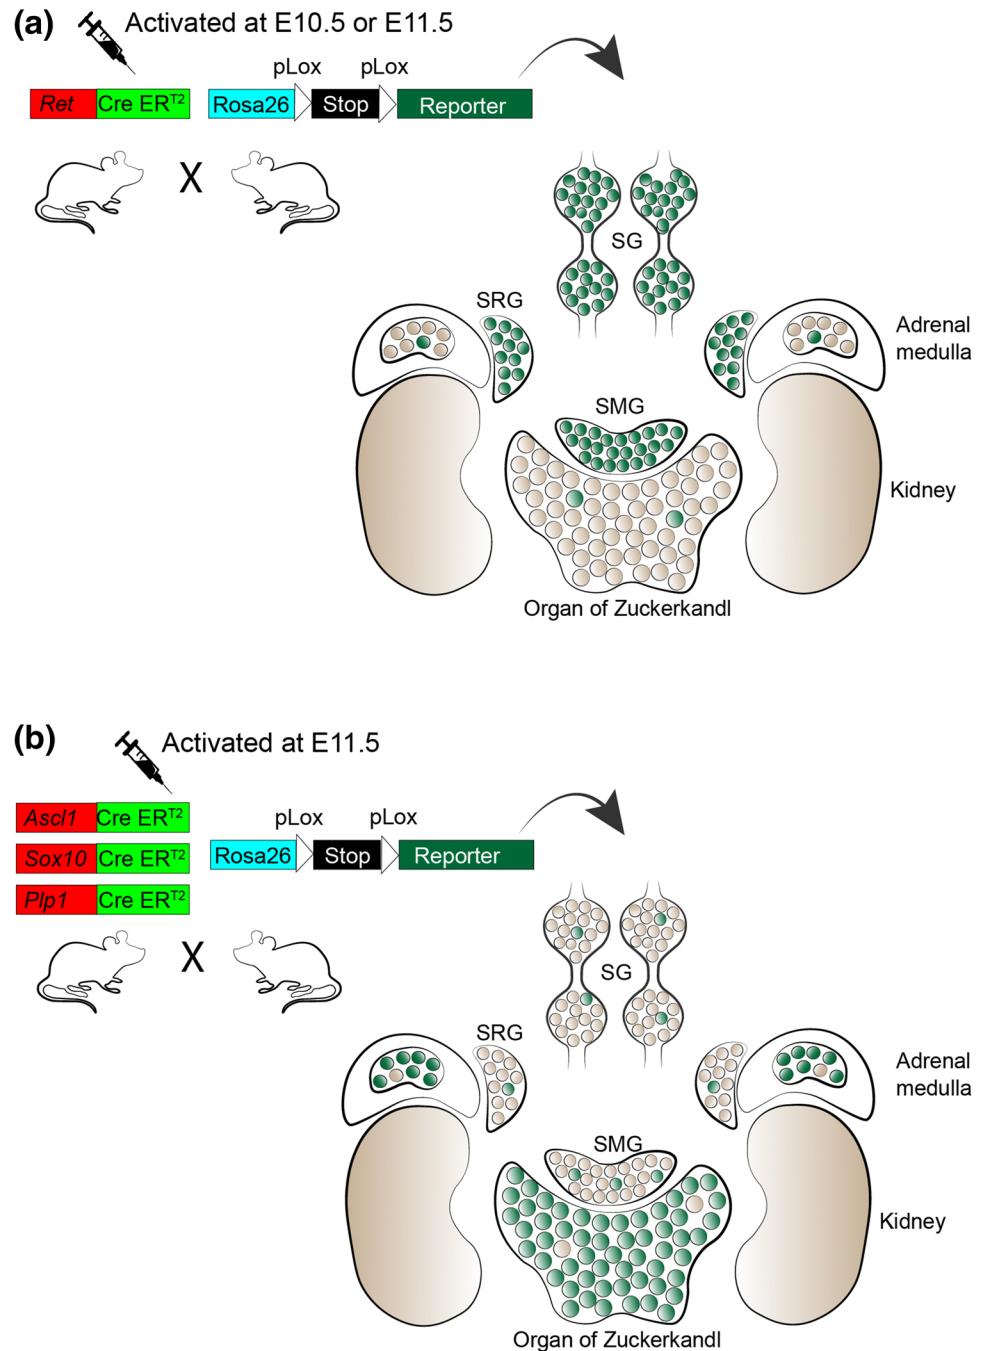 (a)
Activated at E10.5 or E11.5
pLox pLox
Ret Cre ERT2 Rosa26 Stop Reporter
X
SG
SRG
Adrenal
medulla
SMG
Kidney
Organ of Zuckerkandl
(b)
Activated at E11.5
Ascl1 Cre ERT2
pLox pLox
Sox10 Cre ERT2 Rosa26 Stop Reporter
Plp1 Cre ERT2
X
SG
SRG
Adrenal
medulla
SMG
Kidney
Organ of Zuckerkandl